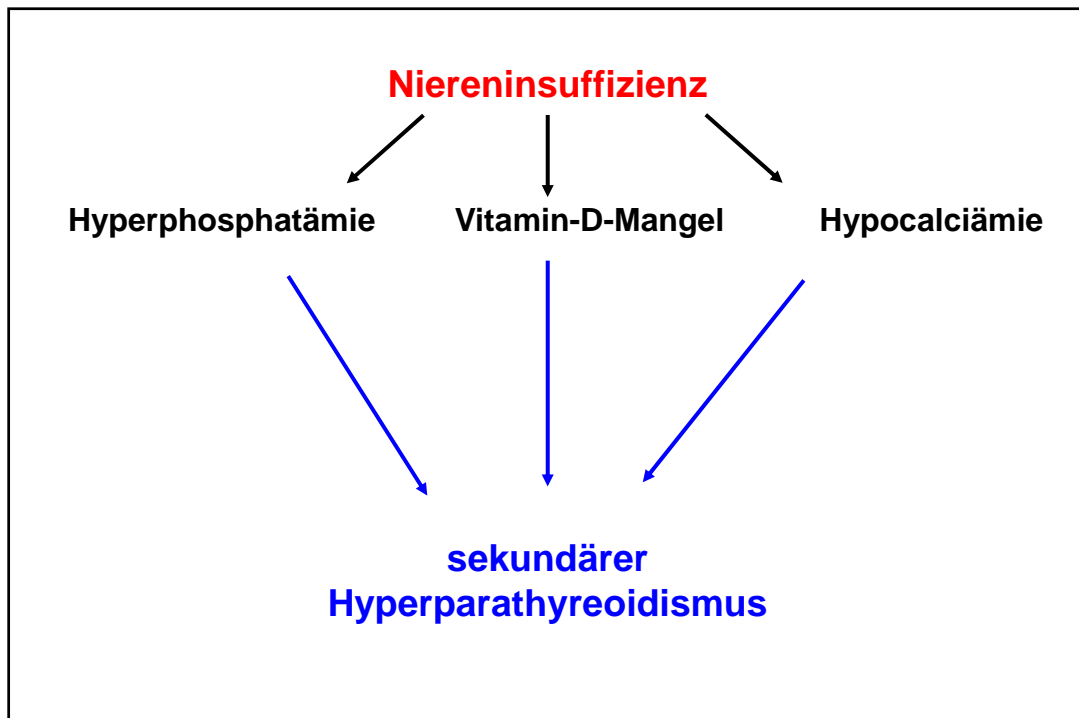 Niereninsuffizienz
Hyperphosphatämie Vitamin-D-Mangel Hypocalciämie
sekundärer
Hyperparathyreoidismus